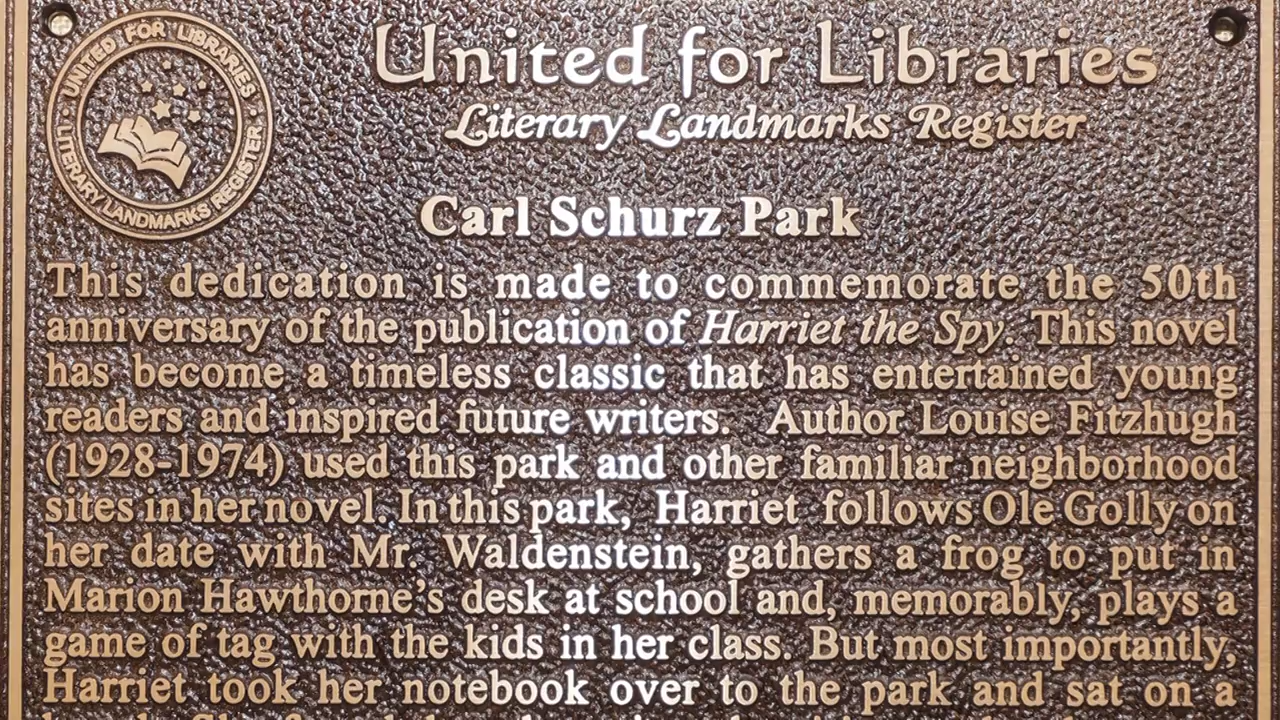 UNITED FOR LIBRARIES
LITERARY LANDMARKS REGISTER
United for Libraries
Literary Landmarks Register
Carl Schurz Park
This dedication is made to commemorate the 50th
anniversary of the publication of Harriet the Spy. This novel
has become a timeless classic that has entertained young
readers and inspired future writers. Author Louise Fitzhugh
(1928-1974) used this park and other familiar neighborhood
sites in her novel. In this park, Harriet follows Ole Golly on
her date with Mr. Waldenstein, gathers a frog to put in
Marion Hawthorne's desk at school and, memorably, plays a
game of tag with the kids in her class. But most importantly,
Harriet took her notebook over to the park and sat on a